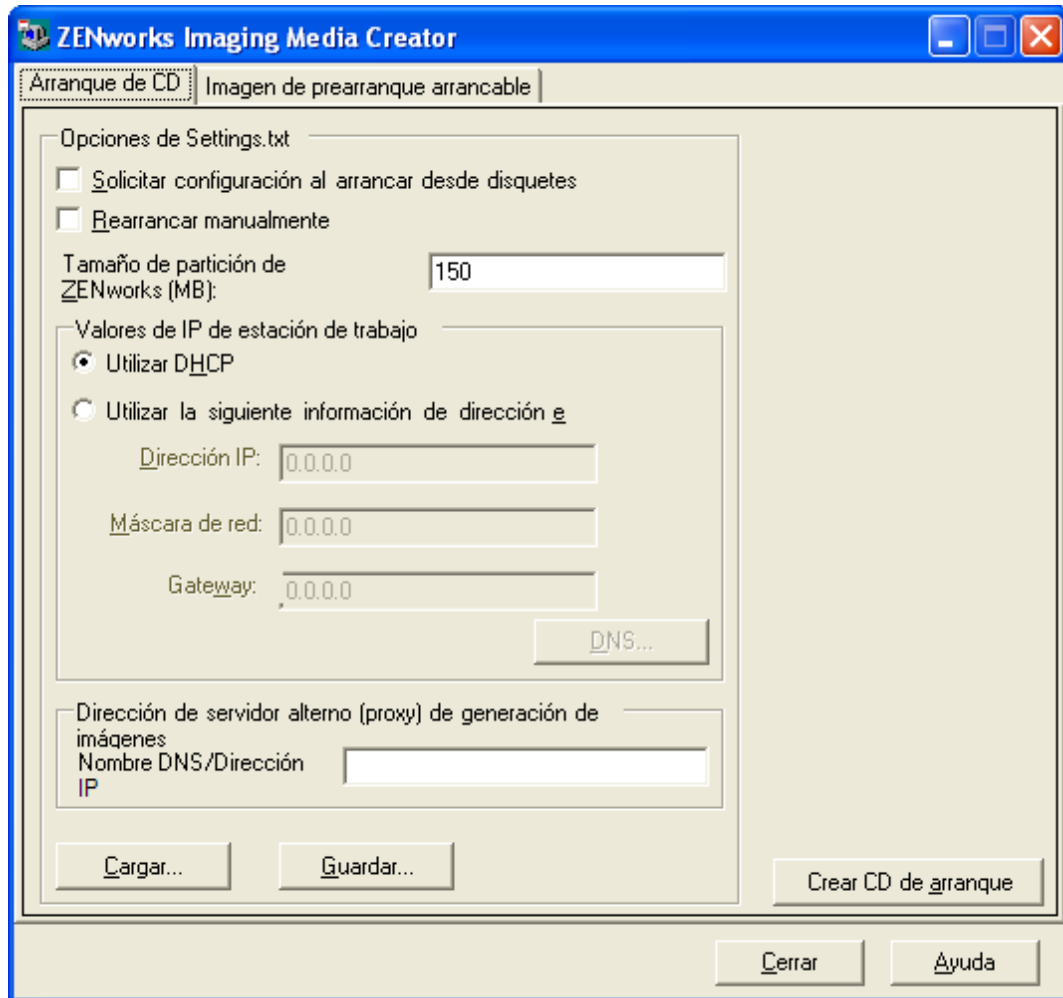 ZENworks Imaging Media Creator
Arranque de CD
Imagen de prearranque arrancable
Opciones de Settings.txt
Solicitar configuración al arrancar desde disquetes
Rearrancar manualmente
Tamaño de partición de
ZENworks (MB):
150
Valores de IP de estación de trabajo
Utilizar DHCP
Utilizar la siguiente información de dirección e
Dirección IP:
0.0.0.0
Máscara de red:
0.0.0.0
Gateway:
0.0.0.0
DNS...
Dirección de servidor alterno (proxy) de generación de
imágenes
Nombre DNS/Dirección
IP
Cargar...
Guardar...
Crear CD de arranque
Cerrar
Ayuda